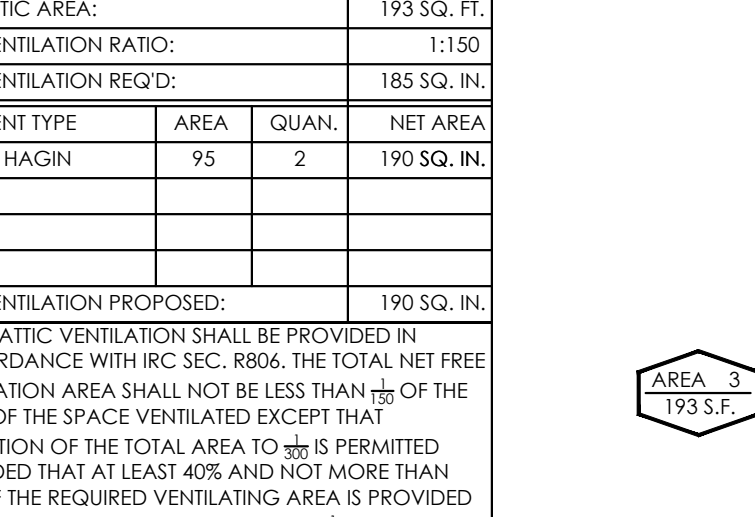 TIC AREA: 193 SQ. FT.
ENTILATION RATIO: 1:150
ENTILATION REQ'D: 185 SQ. IN.
ENT TYPE AREA QUAN. NET AREA
HAGIN 95 2 190 SQ. IN.
ENTILATION PROPOSED: 190 SQ. IN.
ATTIC VENTILATION SHALL BE PROVIDED IN
RDANCE WITH IRC SEC. R806. THE TOTAL NET FREE
ATION AREA SHALL NOT BE LESS THAN 1/150 OF THE
OF THE SPACE VENTILATED EXCEPT THAT
TION OF THE TOTAL AREA TO 1/300 IS PERMITTED
DED THAT AT LEAST 40% AND NOT MORE THAN
F THE REQUIRED VENTILATING AREA IS PROVIDED
AREA 3
193 S.F.